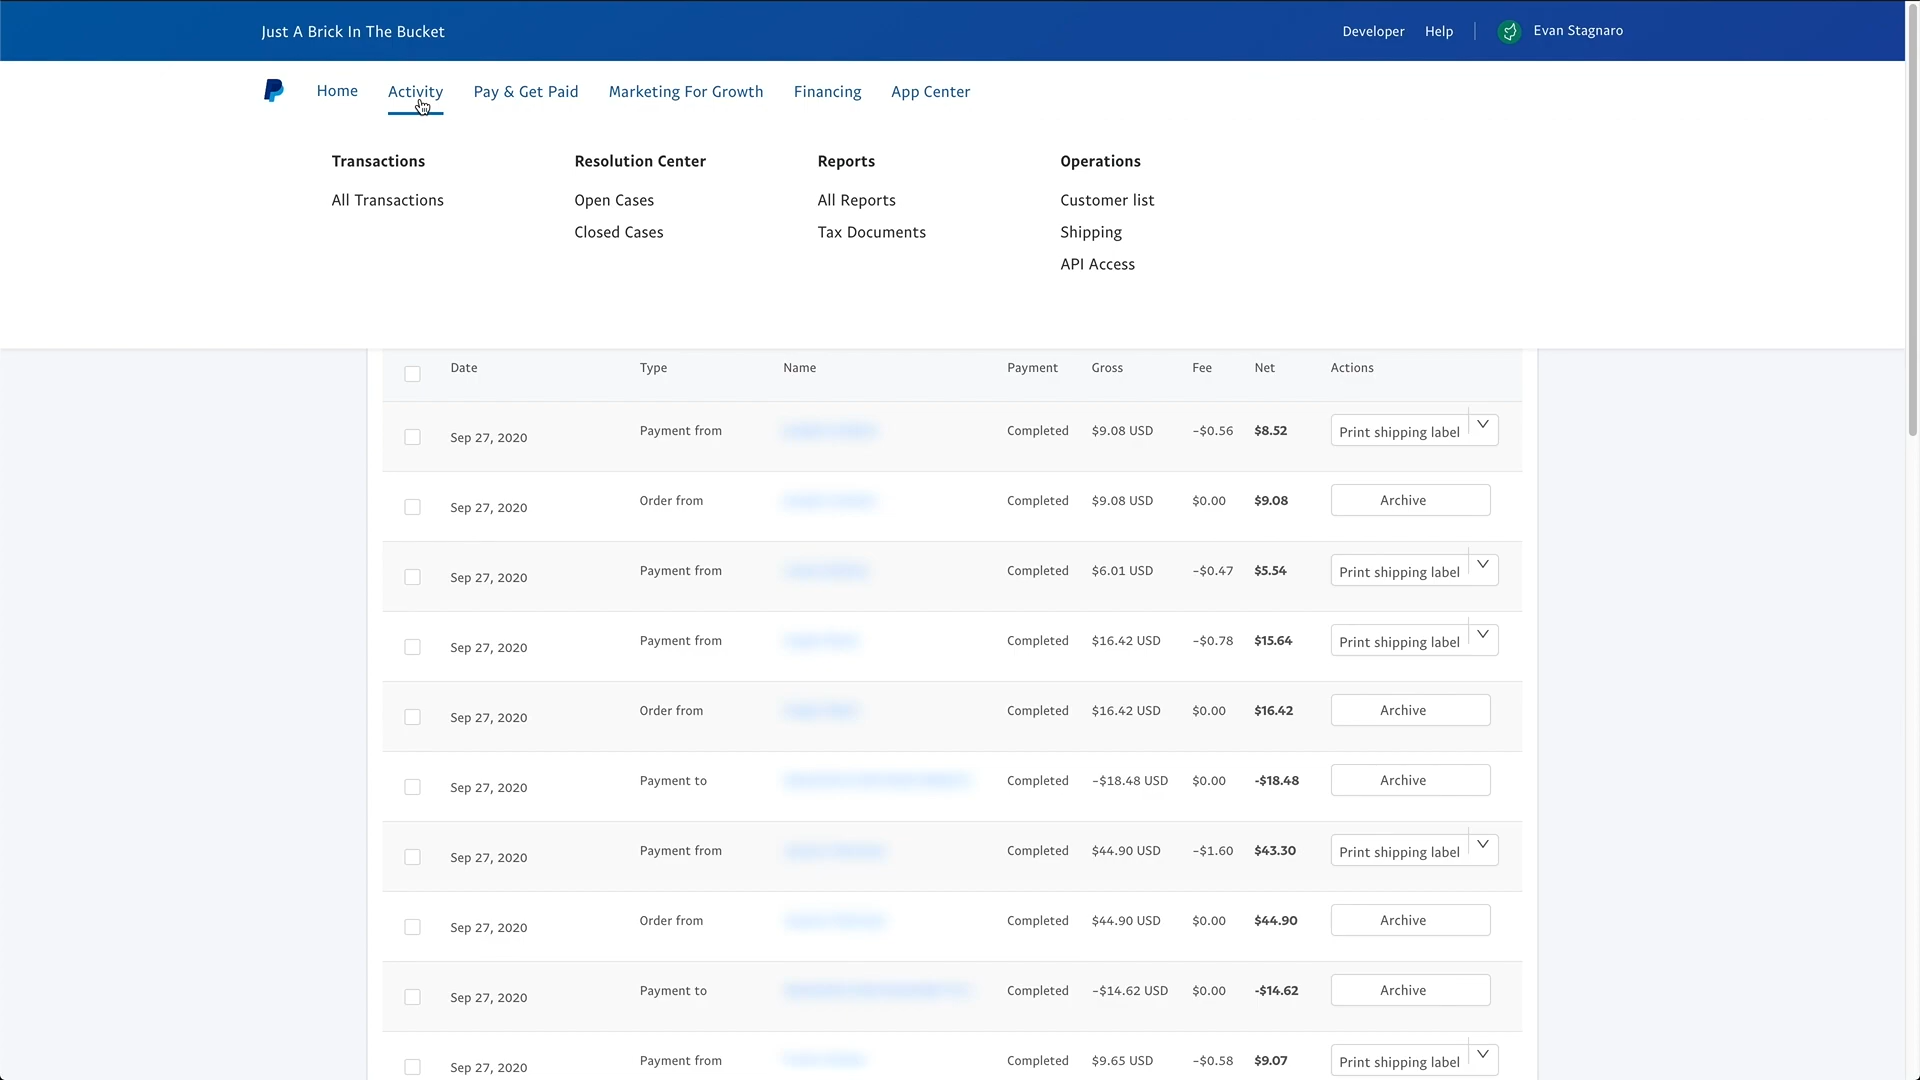 Just A Brick In The Bucket
Developer Help Evan Stagnaro
Home Activity Pay & Get Paid Marketing For Growth Financing App Center
Transactions Resolution Center Reports Operations
All Transactions Open Cases All Reports Customer list
Closed Cases Tax Documents Shipping
API Access
Date Type Name Payment Gross Fee Net Actions
Sep 27, 2020 Payment from Completed $9.08 USD -$0.56 $8.52 Print shipping label
Sep 27, 2020 Order from Completed $9.08 USD $0.00 $9.08 Archive
Sep 27, 2020 Payment from Completed $6.01 USD -$0.47 $5.54 Print shipping label
Sep 27, 2020 Payment from Completed $16.42 USD -$0.78 $15.64 Print shipping label
Sep 27, 2020 Order from Completed $16.42 USD $0.00 $16.42 Archive
Sep 27, 2020 Payment to Completed -$18.48 USD $0.00 -$18.48 Archive
Sep 27, 2020 Payment from Completed $44.90 USD -$1.60 $43.30 Print shipping label
Sep 27, 2020 Order from Completed $44.90 USD $0.00 $44.90 Archive
Sep 27, 2020 Payment to Completed -$14.62 USD $0.00 -$14.62 Archive
Sep 27, 2020 Payment from Completed $9.65 USD -$0.58 $9.07 Print shipping label